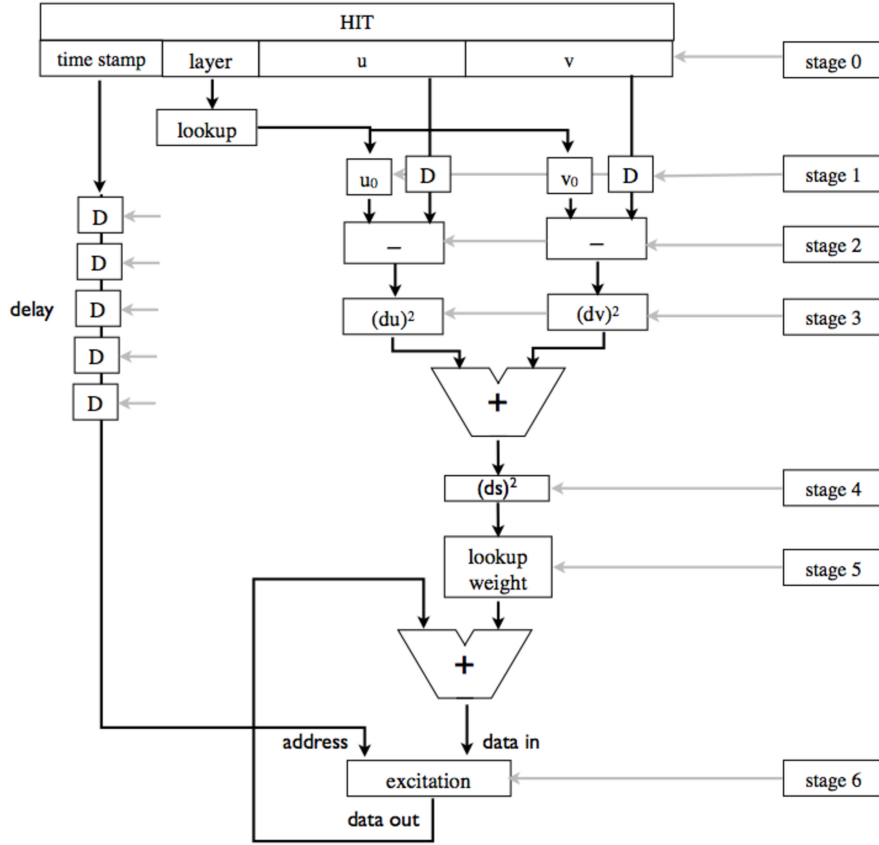 HIT
time stamp layer u v stage 0
lookup
u₀ D v₀ D stage 1
D
– – stage 2
D
delay D (du)² (dv)² stage 3
D
D
+
(ds)² stage 4
lookup
weight stage 5
+
address data in
excitation stage 6
data out